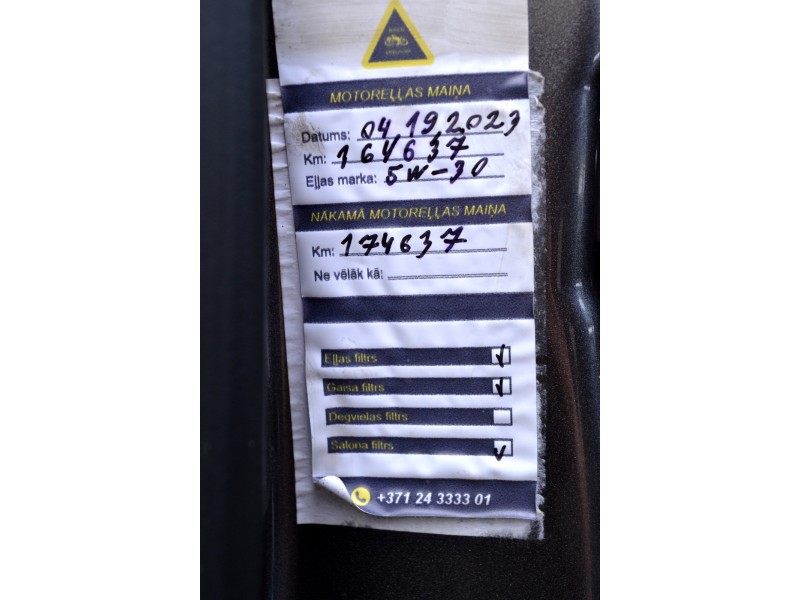 MOTOREĻĻAS MAIŅA
Datums: 04.19.2023
Km: 164637
Eļļas marka: 5W-30
NĀKAMĀ MOTOREĻĻAS MAIŅA
Km: 174637
Ne vēlāk kā:
Eļļas filtrs
Gaisa filtrs
Degvielas filtrs
Salona filtrs
+371 24 3333 01